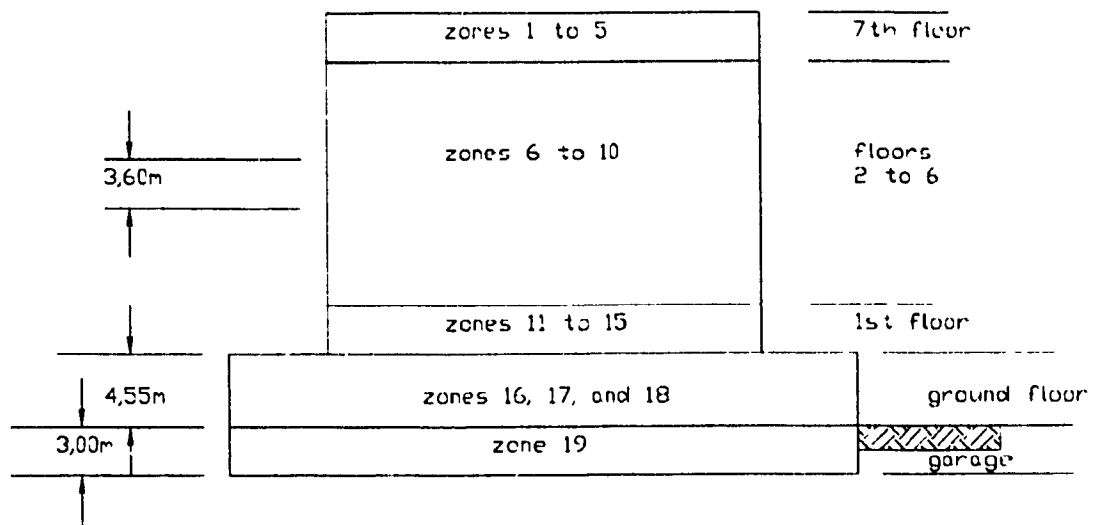 zones 1 to 5
7th floor
zones 6 to 10
floors
2 to 6
3,60m
zones 11 to 15
1st floor
4,55m
zones 16, 17, and 18
ground floor
3,00m
zone 19
garage